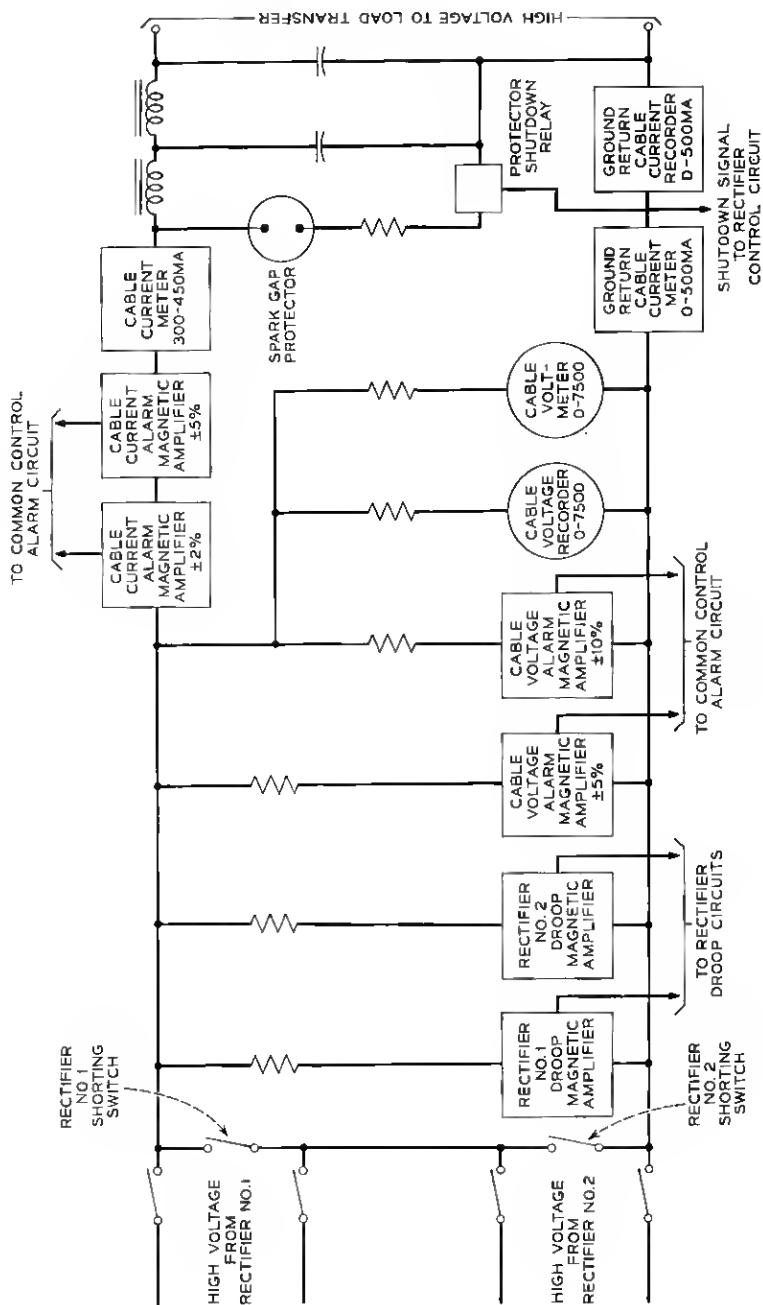 HIGH VOLTAGE TO LOAD TRANSFER
TO COMMON CONTROL
ALARM CIRCUIT
CABLE
CURRENT
ALARM
MAGNETIC
AMPLIFIER
±2%
CABLE
CURRENT
ALARM
MAGNETIC
AMPLIFIER
±5%
CABLE
CURRENT
METER
300-450MA
SPARK GAP
PROTECTOR
PROTECTOR
SHUTDOWN
RELAY
RECTIFIER
NO 1
SHORTING
SWITCH
HIGH VOLTAGE
FROM
RECTIFIER NO.1
HIGH VOLTAGE
FROM
RECTIFIER NO.2
RECTIFIER
NO.1
DROOP
MAGNETIC
AMPLIFIER
RECTIFIER
NO.2
DROOP
MAGNETIC
AMPLIFIER
CABLE
VOLTAGE
ALARM
MAGNETIC
AMPLIFIER
±5%
CABLE
VOLTAGE
ALARM
MAGNETIC
AMPLIFIER
±10%
CABLE
VOLTAGE
RECORDER
0-7500
CABLE
VOLT-
METER
0-7500
GROUND
RETURN
CABLE
CURRENT
METER
0-500MA
GROUND
RETURN
CABLE
CURRENT
RECORDER
D-500MA
RECTIFIER
NO.2
SHORTING
SWITCH
TO RECTIFIER
DROOP CIRCUITS
TO COMMON CONTROL
ALARM CIRCUIT
SHUTDOWN SIGNAL
TO RECTIFIER
CONTROL CIRCUIT